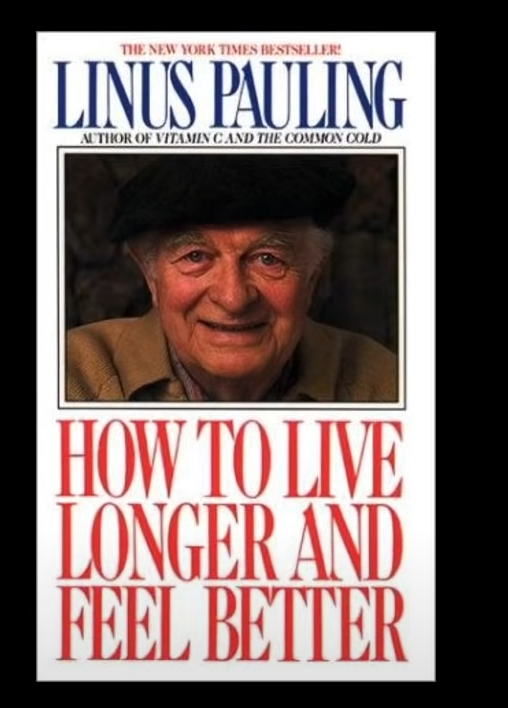 THE NEW YORK TIMES BESTSELLER!
LINUS PAULING
AUTHOR OF VITAMIN C AND THE COMMON COLD
HOW TO LIVE
LONGER AND
FEEL BETTER